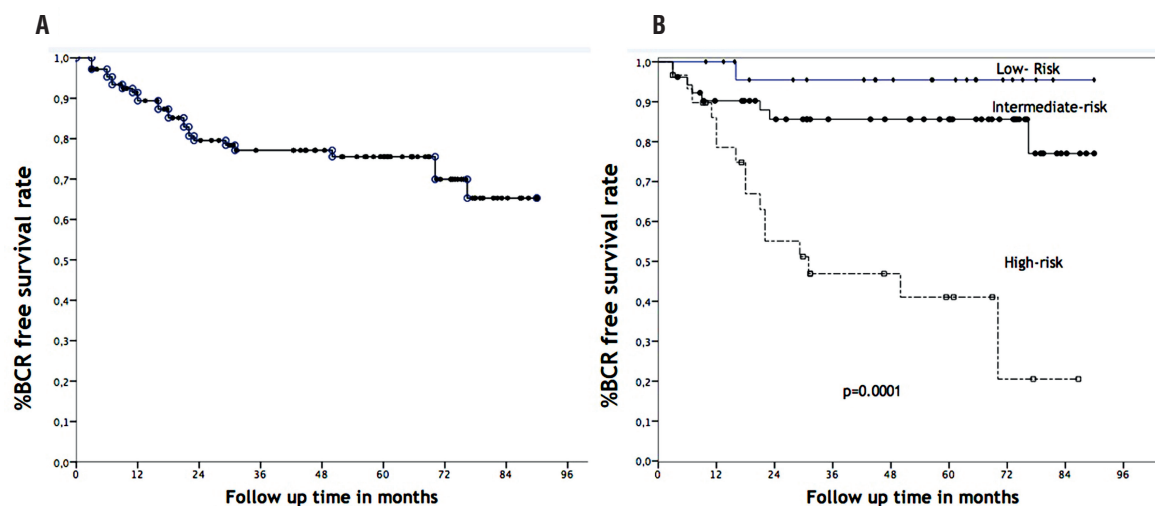 A
%BCR free survival rate
1,0
0,9
0,8
0,7
0,6
0,5
0,4
0,3
0,2
0,1
0,0
0 12 24 36 48 60 72 84 96
Follow up time in months
B
%BCR free survival rate
1,0
0,9
0,8
0,7
0,6
0,5
0,4
0,3
0,2
0,1
0,0
Low- Risk
Intermediate-risk
High-risk
p=0.0001
0 12 24 36 48 60 72 84 96
Follow up time in months